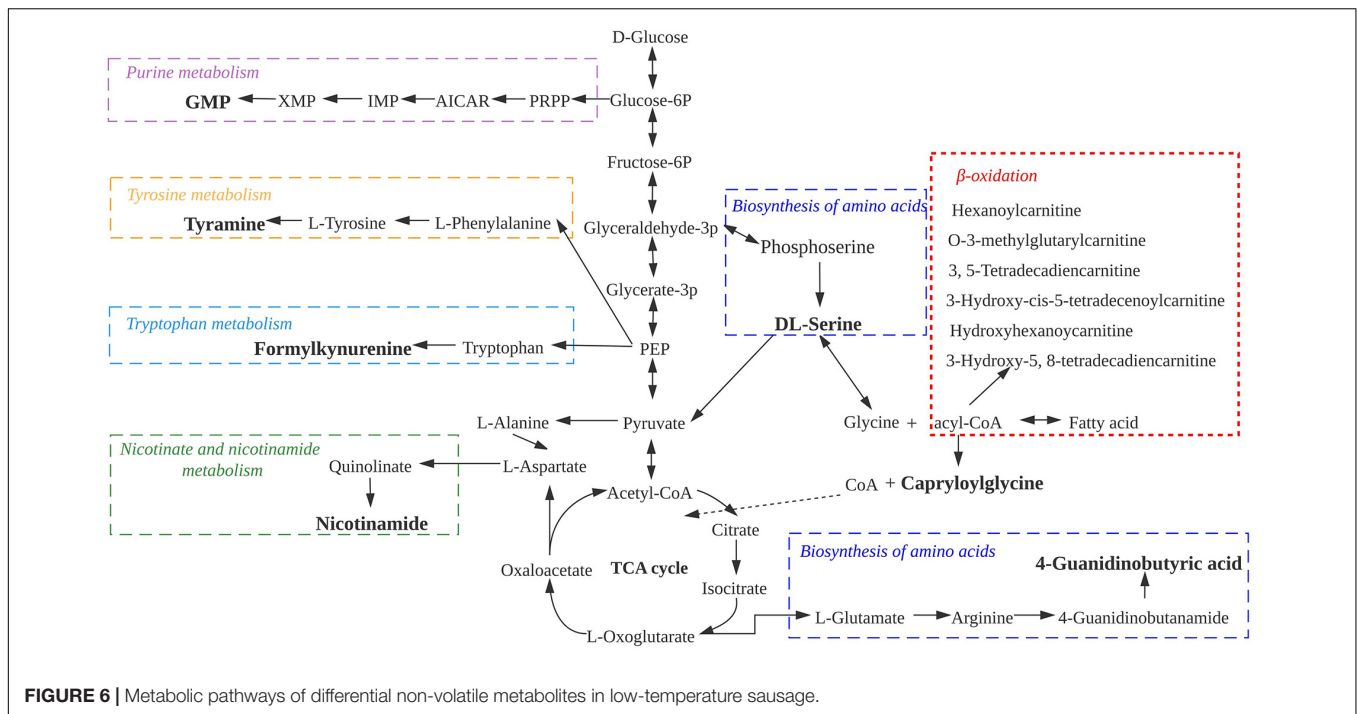 D-Glucose
Purine metabolism
GMP XMP IMP AICAR PRPP Glucose-6P
Fructose-6P
Tyrosine metabolism
Tyramine L-Tyrosine L-Phenylalanine
Glyceraldehyde-3p
Biosynthesis of amino acids
Phosphoserine
DL-Serine
β-oxidation
Hexanoylcarnitine
O-3-methylglutarylcarnitine
3, 5-Tetradecadiencarnitine
3-Hydroxy-cis-5-tetradecenoylcarnitine
Hydroxyhexanoycarnitine
3-Hydroxy-5, 8-tetradecadiencarnitine
Glycerate-3p
Tryptophan metabolism
Formylkynurenine Tryptophan PEP
L-Alanine Pyruvate
Glycine + acyl-CoA Fatty acid
Nicotinate and nicotinamide
metabolism
Quinolinate L-Aspartate
Nicotinamide
Acetyl-CoA
CoA + Capryloylglycine
Citrate
Oxaloacetate TCA cycle
Isocitrate
L-Oxoglutarate
Biosynthesis of amino acids
4-Guanidinobutyric acid
L-Glutamate Arginine 4-Guanidinobutanamide
FIGURE 6 | Metabolic pathways of differential non-volatile metabolites in low-temperature sausage.